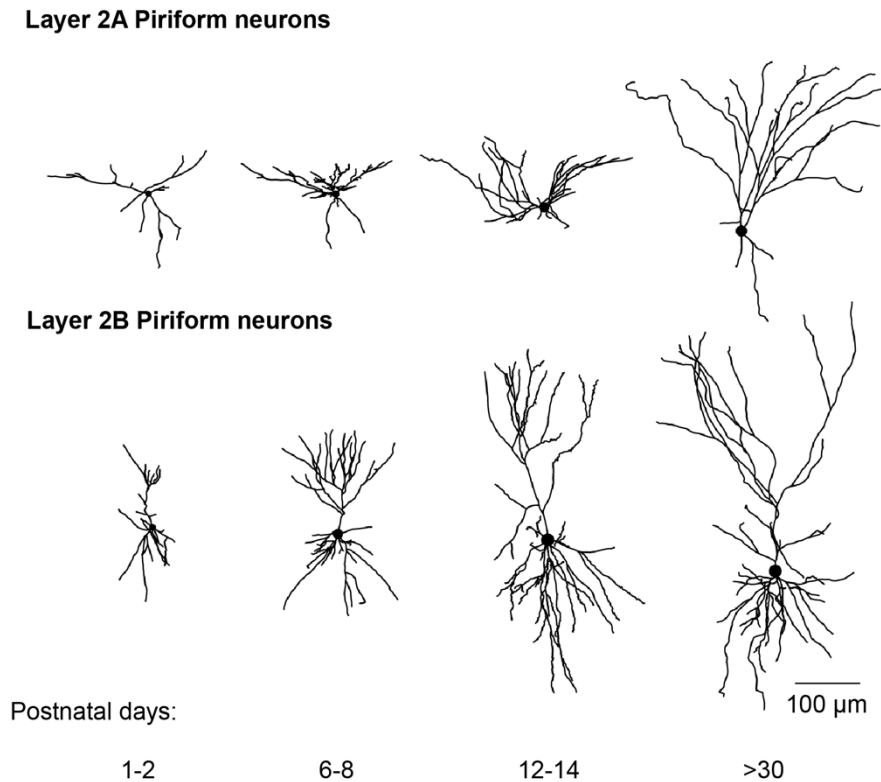 Layer 2A Piriform neurons
Layer 2B Piriform neurons
100 µm
Postnatal days:
1-2 6-8 12-14 >30